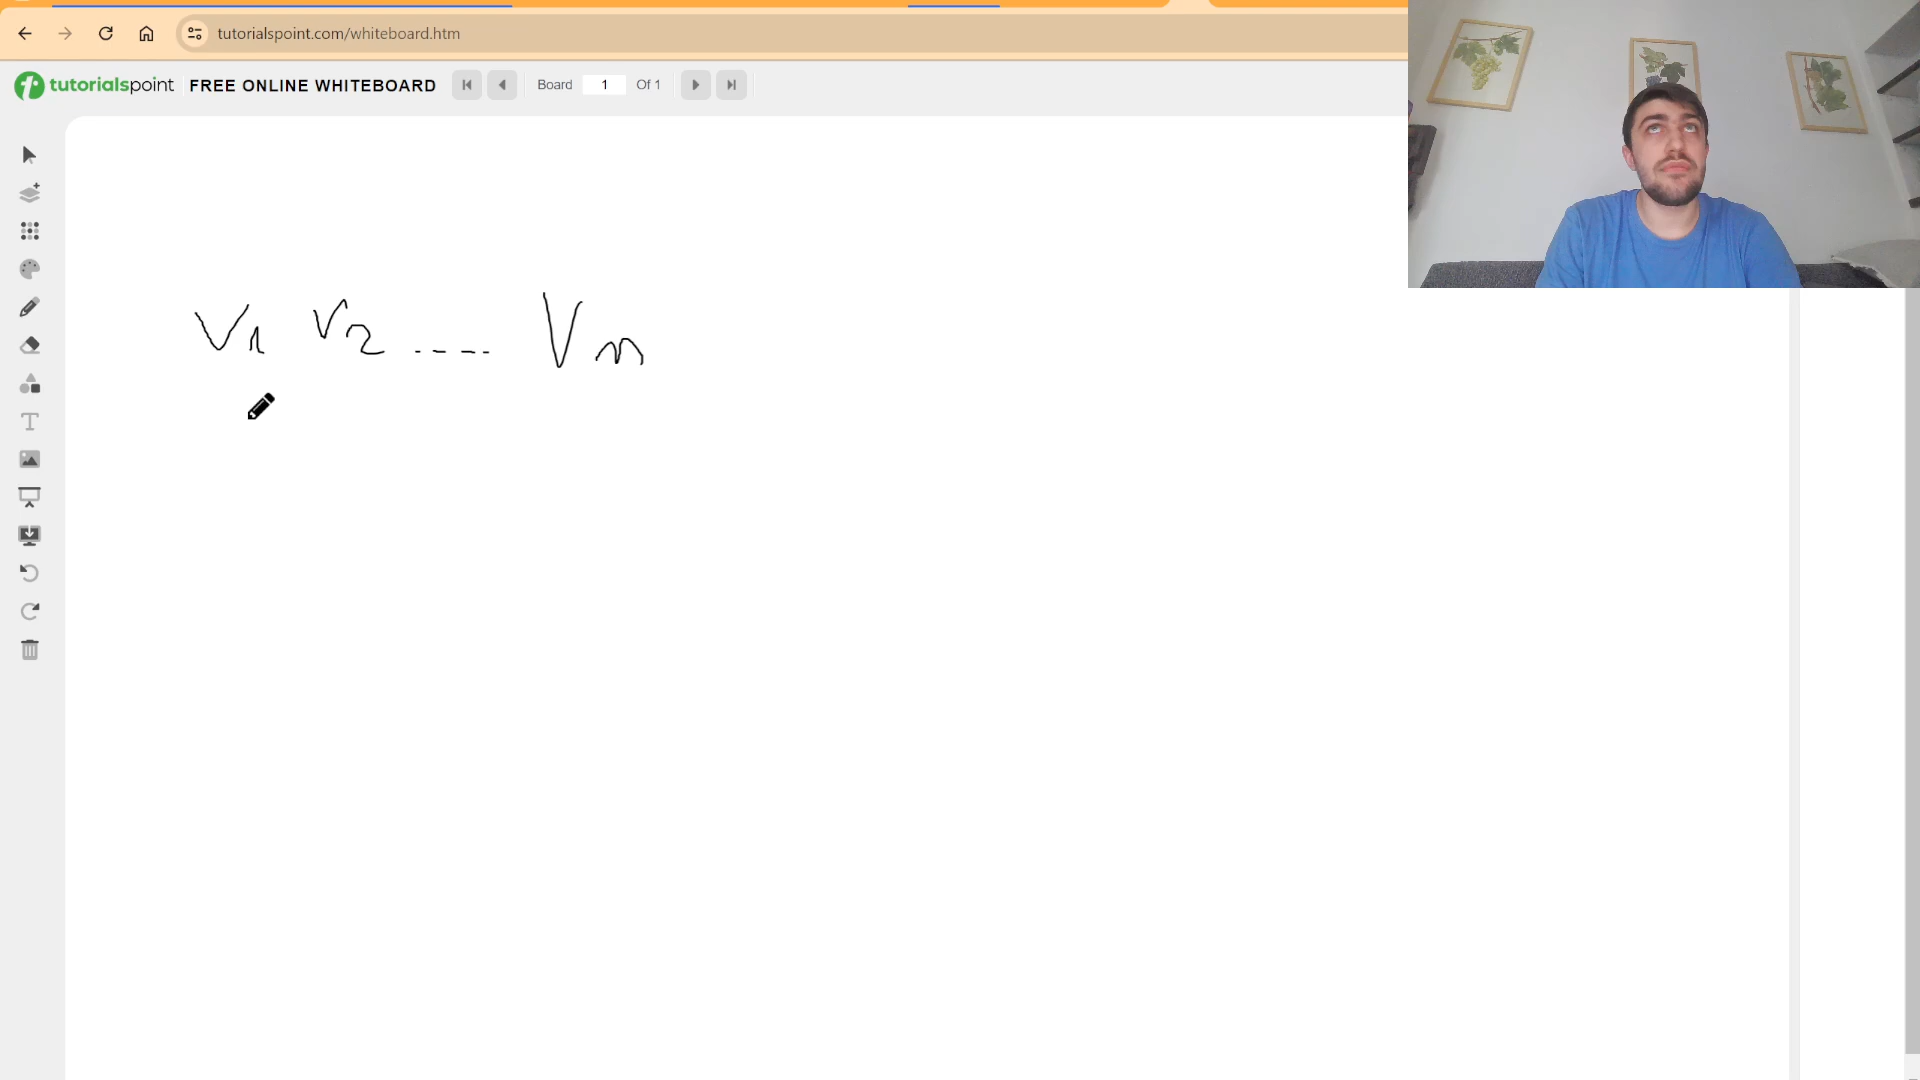 tutorialspoint.com/whiteboard.htm
tutorialspoint FREE ONLINE WHITEBOARD Board 1 Of 1
V1 V2 .... Vn